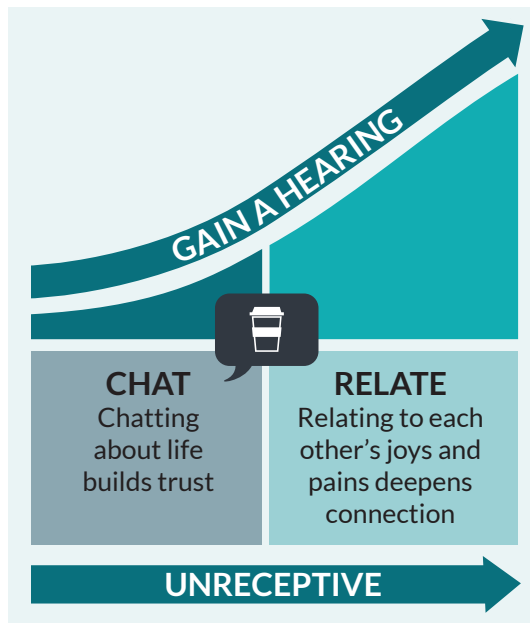 GAIN A HEARING
CHAT
Chatting
about life
builds trust
RELATE
Relating to each
other’s joys and
pains deepens
connection
UNRECEPTIVE